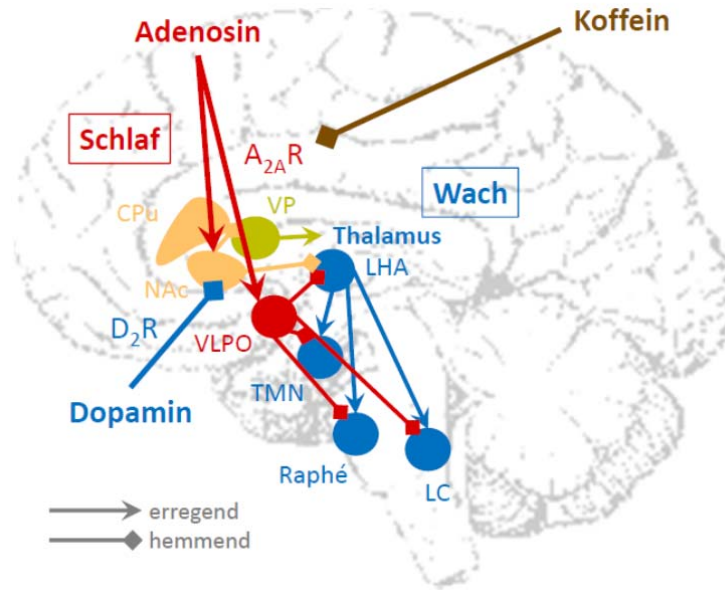 Adenosin
Koffein
Schlaf
A2AR
Wach
CPu
VP
Thalamus
LHA
NAc
D2R
VLPO
TMN
Dopamin
Raphé
LC
erregend
hemmend